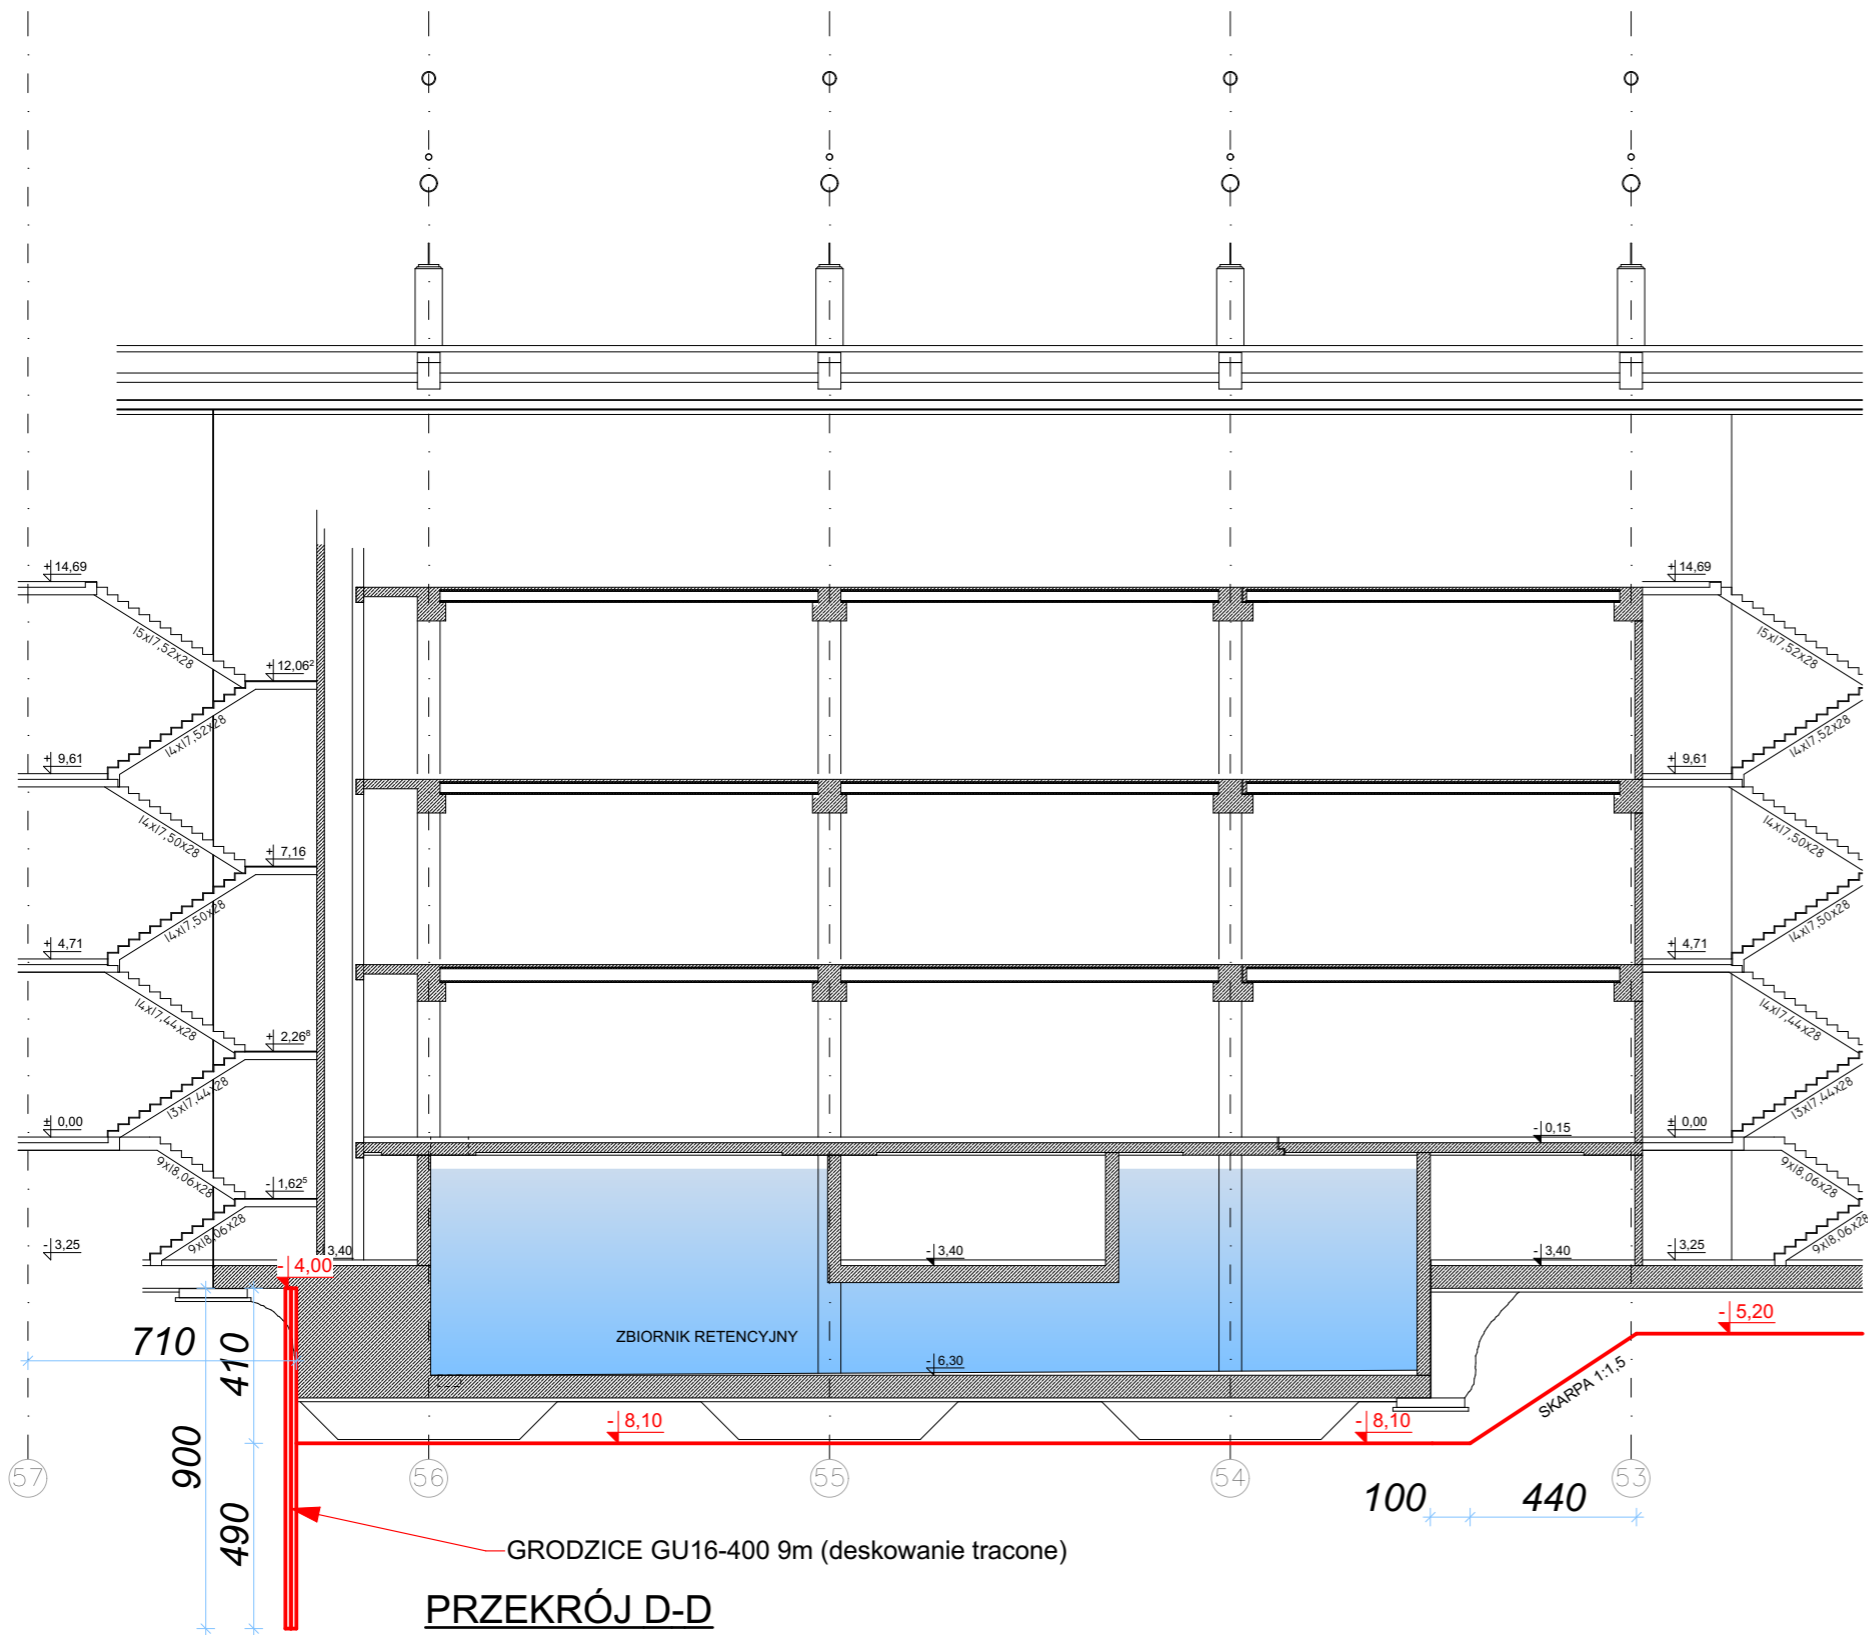 + 14,69
+ 14,69
15x17,52x28
15x17,52x28
+ 12,06²
14x17,52x28
14x17,52x28
+ 9,61
+ 9,61
14x17,50x28
14x17,50x28
+ 7,16
14x17,50x28
14x17,50x28
+ 4,71
+ 4,71
14x17,44x28
14x17,44x28
+ 2,26⁸
13x17,44x28
13x17,44x28
± 0,00
- 0,15
± 0,00
9x18,06x28
9x18,06x28
- 1,62⁵
9x18,06x28
9x18,06x28
- 3,25
3,40
- 3,40
- 3,40
- 3,25
- 4,00
- 5,20
710
410
ZBIORNIK RETENCYJNY
- 6,30
SKARPA 1:1,5
- 8,10
- 8,10
900
57
56
55
54
53
100
440
490
GRODZICE GU16-400 9m (deskowanie tracone)
PRZEKRÓJ D-D